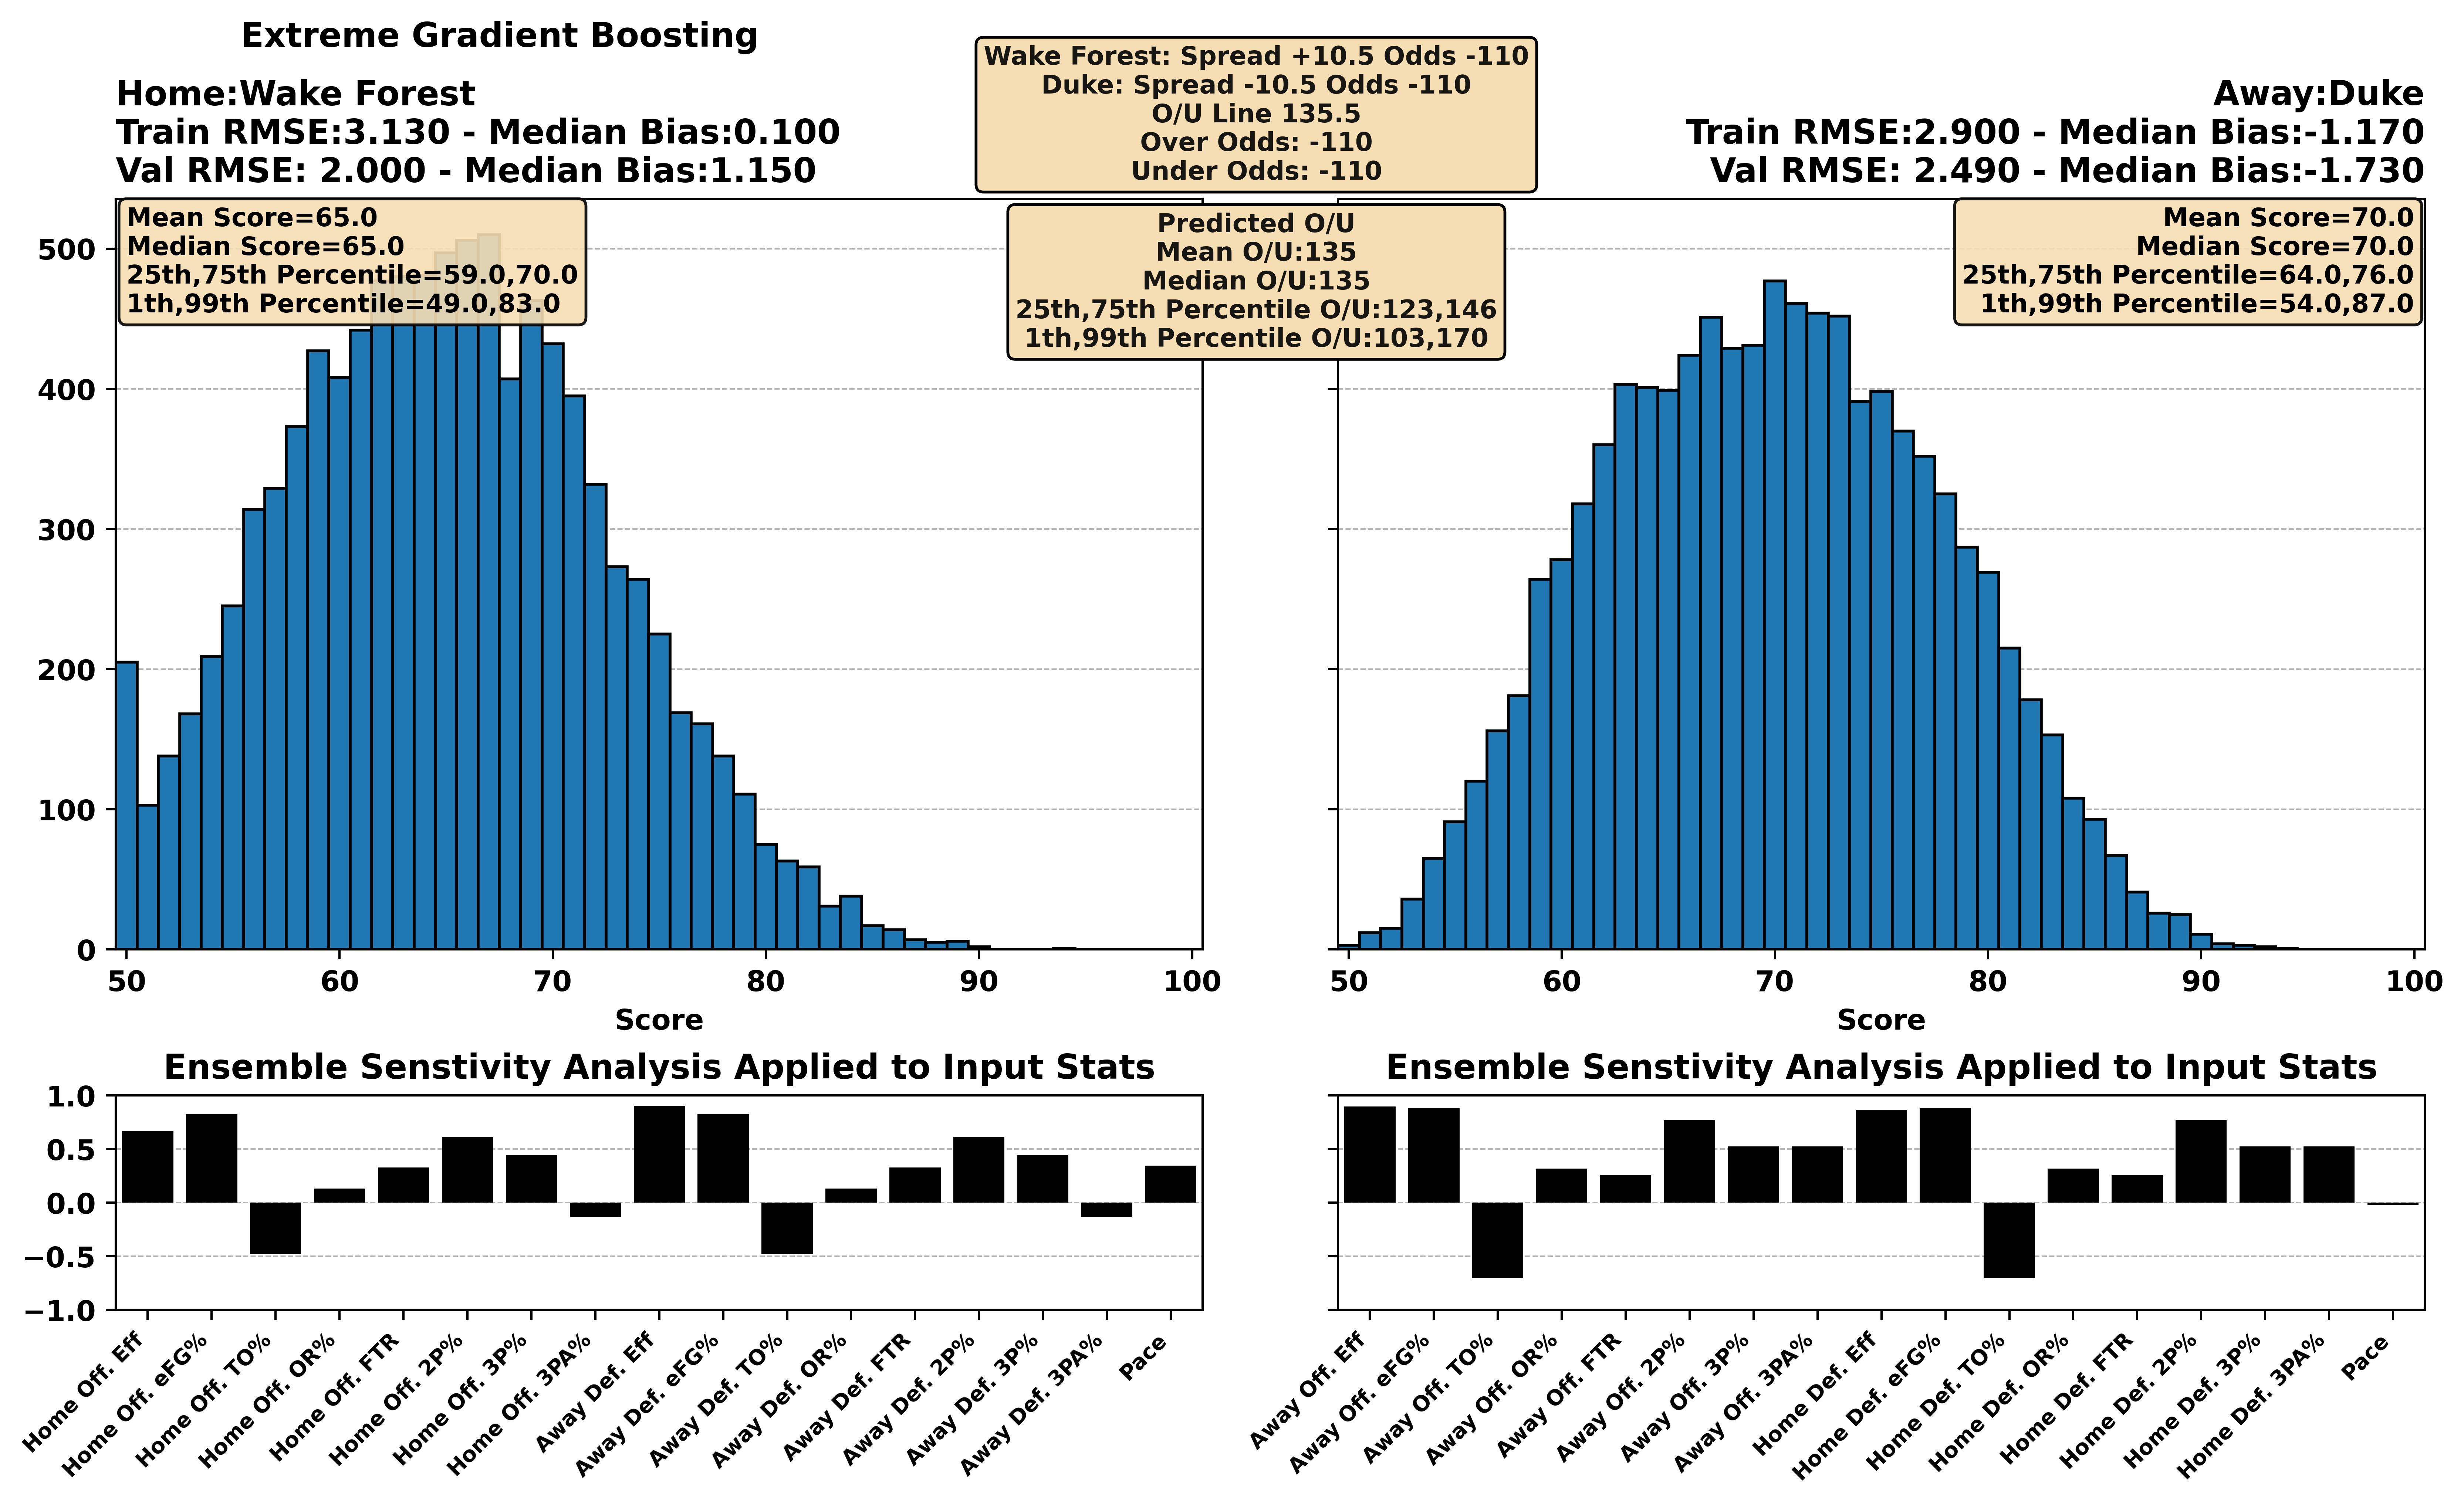 Extreme Gradient Boosting
Home:Wake Forest
Train RMSE:3.130 - Median Bias:0.100
Val RMSE: 2.000 - Median Bias:1.150
Wake Forest: Spread +10.5 Odds -110
Duke: Spread -10.5 Odds -110
O/U Line 135.5
Over Odds: -110
Under Odds: -110
Away:Duke
Train RMSE:2.900 - Median Bias:-1.170
Val RMSE: 2.490 - Median Bias:-1.730
Mean Score=65.0
Median Score=65.0
25th,75th Percentile=59.0,70.0
1th,99th Percentile=49.0,83.0
Predicted O/U
Mean O/U:135
Median O/U:135
25th,75th Percentile O/U:123,146
1th,99th Percentile O/U:103,170
Mean Score=70.0
Median Score=70.0
25th,75th Percentile=64.0,76.0
1th,99th Percentile=54.0,87.0
500
400
300
200
100
0
50 60 70 80 90 100
Score
50 60 70 80 90 100
Score
Ensemble Senstivity Analysis Applied to Input Stats
1.0
0.5
0.0
−0.5
−1.0
Home Off. Eff
Home Off. eFG%
Home Off. TO%
Home Off. OR%
Home Off. FTR
Home Off. 2P%
Home Off. 3P%
Home Off. 3PA%
Away Def. Eff
Away Def. eFG%
Away Def. TO%
Away Def. OR%
Away Def. FTR
Away Def. 2P%
Away Def. 3P%
Away Def. 3PA%
Pace
Ensemble Senstivity Analysis Applied to Input Stats
Away Off. Eff
Away Off. eFG%
Away Off. TO%
Away Off. OR%
Away Off. FTR
Away Off. 2P%
Away Off. 3P%
Away Off. 3PA%
Home Def. Eff
Home Def. eFG%
Home Def. TO%
Home Def. OR%
Home Def. FTR
Home Def. 2P%
Home Def. 3P%
Home Def. 3PA%
Pace